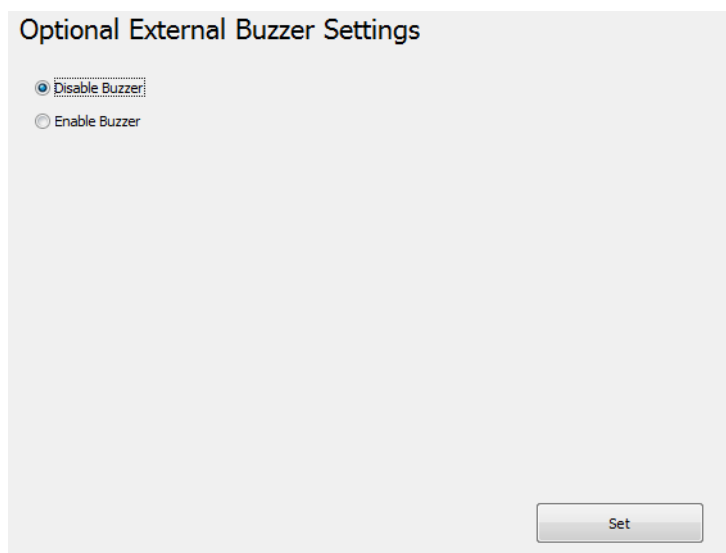 Optional External Buzzer Settings
Disable Buzzer
Enable Buzzer
Set